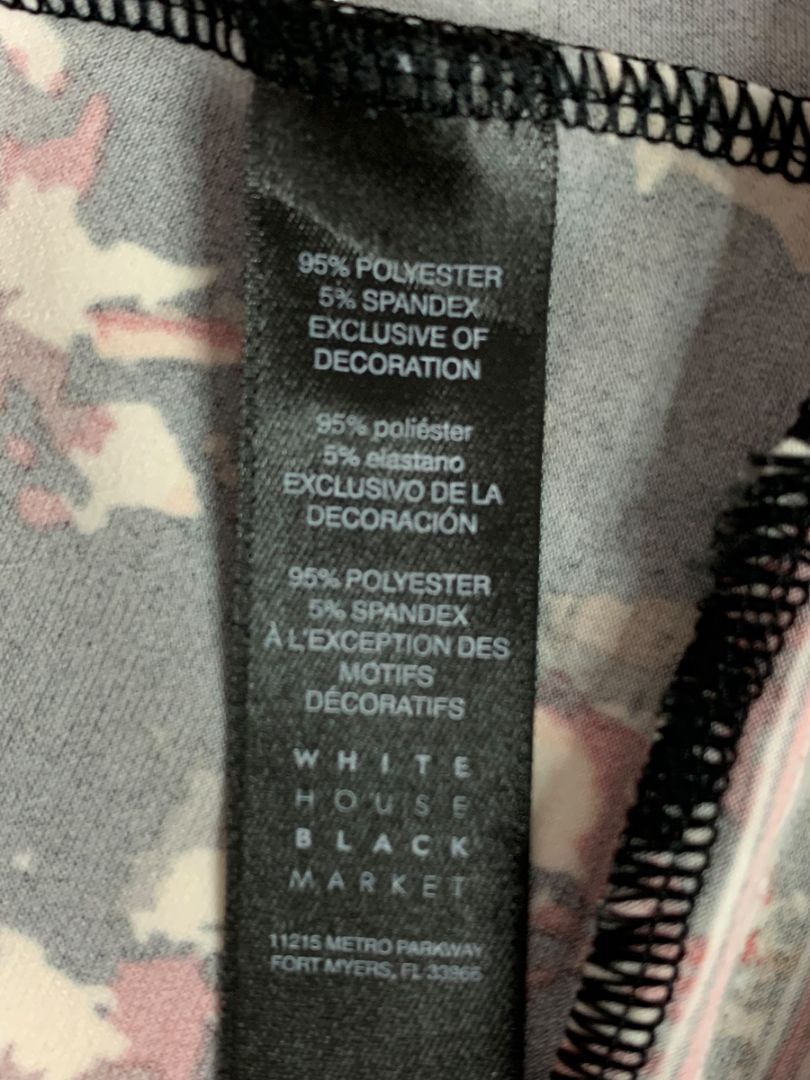 95% POLYESTER
5% SPANDEX
EXCLUSIVE OF
DECORATION
95% poliéster
5% elastano
EXCLUSIVO DE LA
DECORACIÓN
95% POLYESTER
5% SPANDEX
À L'EXCEPTION DES
MOTIFS
DÉCORATIFS
WHITE
HOUSE
BLACK
MARKET
11215 METRO PARKWAY
FORT MYERS, FL 33966